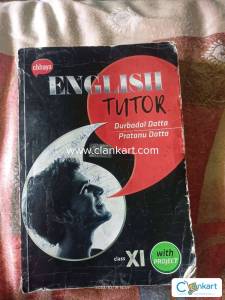 chhaya
ENGLISH
TUTOR
Durbadal Datta
Pratanu Datta
www.clankart.com
class XI
with
PROJECT
Clankart